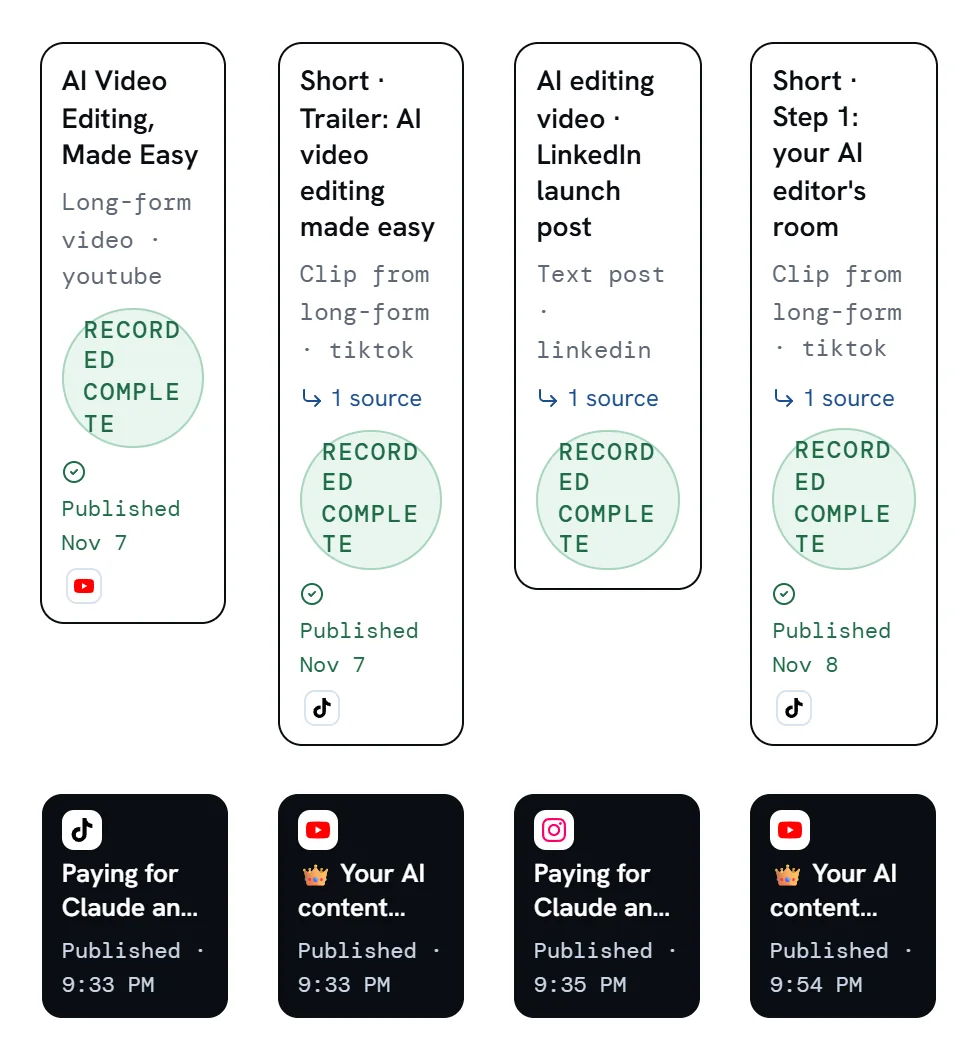 AI Video
Editing,
Made Easy
Long-form
video ·
youtube
RECORD
ED
COMPLE
TE
Published
Nov 7
Short ·
Trailer: AI
video
editing
made easy
Clip from
long-form
· tiktok
↳ 1 source
RECORD
ED
COMPLE
TE
Published
Nov 7
AI editing
video ·
LinkedIn
launch
post
Text post
·
linkedin
↳ 1 source
RECORD
ED
COMPLE
TE
Short ·
Step 1:
your AI
editor's
room
Clip from
long-form
· tiktok
↳ 1 source
RECORD
ED
COMPLE
TE
Published
Nov 8
Paying for
Claude an...
Published ·
9:33 PM
👑 Your AI
content...
Published ·
9:33 PM
Paying for
Claude an...
Published ·
9:35 PM
👑 Your AI
content...
Published ·
9:54 PM